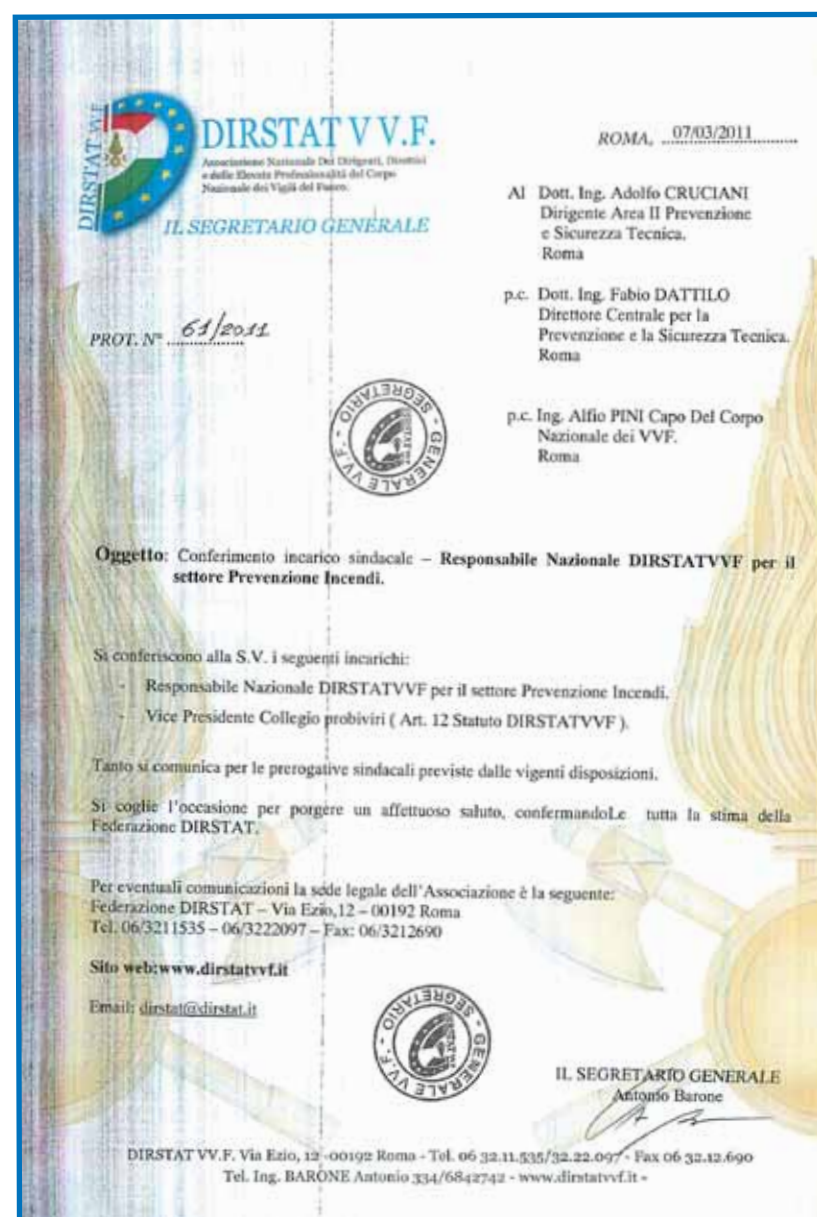 DIRSTAT VVF
DIRSTAT V V.F.
Associazione Nazionale Dei Dirigenti, Direttivi
e delle Elevate Professionalità del Corpo
Nazionale dei Vigili del Fuoco.
IL SEGRETARIO GENERALE
ROMA, 07/03/2011
Al Dott. Ing. Adolfo CRUCIANI
Dirigente Area II Prevenzione
e Sicurezza Tecnica.
Roma
p.c. Dott. Ing. Fabio DATTILO
Direttore Centrale per la
Prevenzione e la Sicurezza Tecnica.
Roma
PROT. N° 61/2011
SEGRETARIO - GENERALE VV.F. -
p.c. Ing. Alfio PINI Capo Del Corpo
Nazionale dei VVF.
Roma
Oggetto: Conferimento incarico sindacale – Responsabile Nazionale DIRSTATVVF per il
settore Prevenzione Incendi.
Si conferiscono alla S.V. i seguenti incarichi:
- Responsabile Nazionale DIRSTATVVF per il settore Prevenzione Incendi.
- Vice Presidente Collegio probiviri ( Art. 12 Statuto DIRSTATVVF ).
Tanto si comunica per le prerogative sindacali previste dalle vigenti disposizioni.
Si coglie l'occasione per porgere un affettuoso saluto, confermandoLe tutta la stima della
Federazione DIRSTAT.
Per eventuali comunicazioni la sede legale dell'Associazione è la seguente:
Federazione DIRSTAT – Via Ezio,12 – 00192 Roma
Tel. 06/3211535 – 06/3222097 – Fax: 06/3212690
Sito web:www.dirstatvvf.it
Email: dirstat@dirstat.it
SEGRETARIO - GENERALE VV.F. -
IL SEGRETARIO GENERALE
Antonio Barone
DIRSTAT VV.F. Via Ezio, 12 -00192 Roma - Tel. 06 32.11.535/32.22.097 - Fax 06 32.12.690
Tel. Ing. BARONE Antonio 334/6842742 - www.dirstatvvf.it -